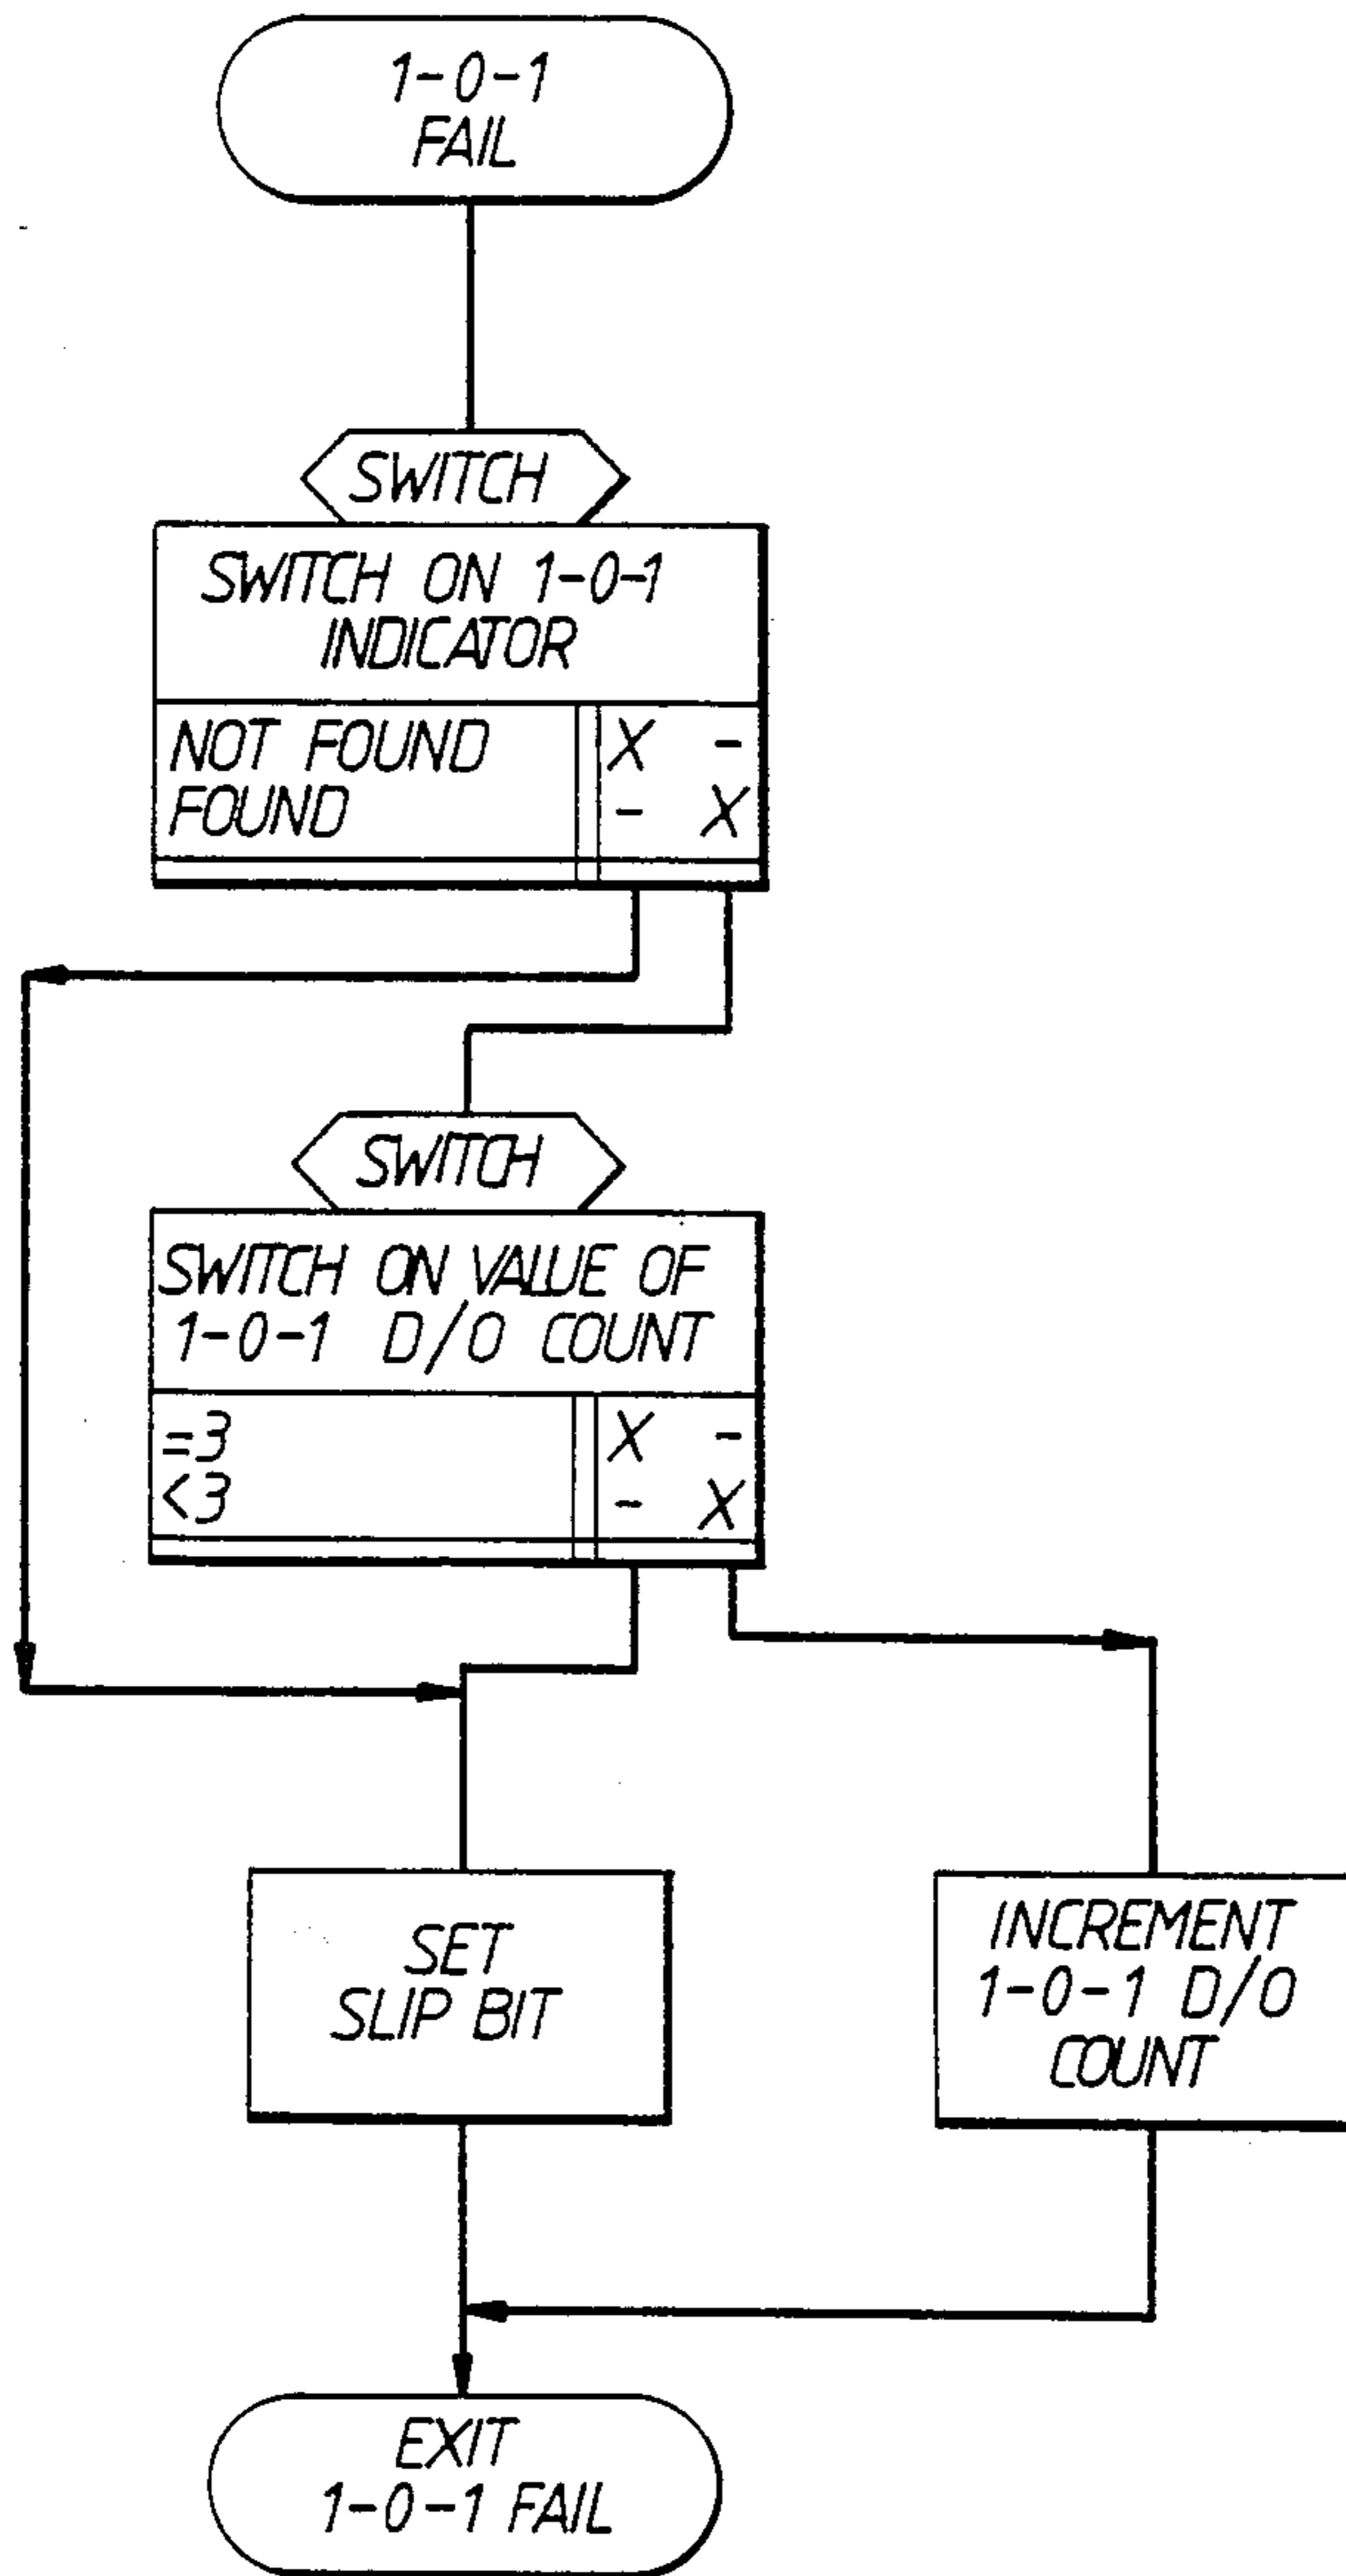 1-0-1
FAIL
SWITCH
SWITCH ON 1-0-1
INDICATOR
NOT FOUND X -
FOUND - X
SWITCH
SWITCH ON VALUE OF
1-0-1 D/O COUNT
=3 X -
<3 - X
SET
SLIP BIT
INCREMENT
1-0-1 D/O
COUNT
EXIT
1-0-1 FAIL